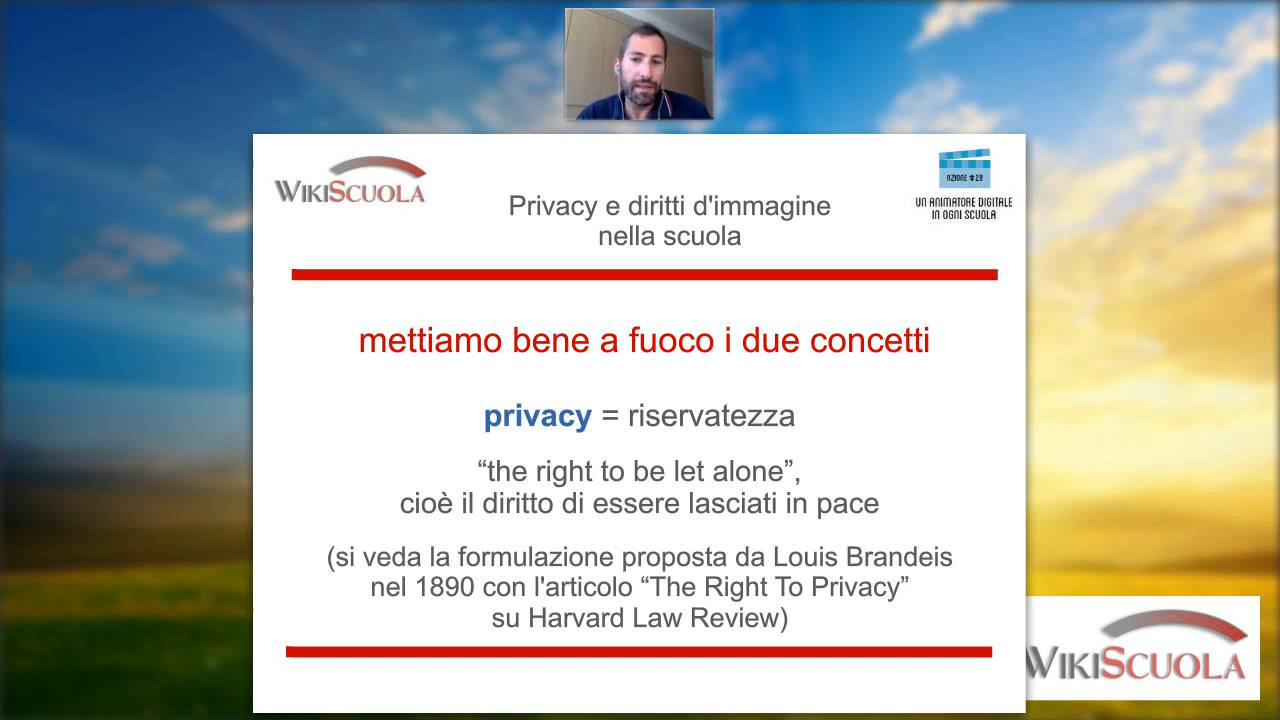 WIKISCUOLA
AZIONE #28
UN ANIMATORE DIGITALE
IN OGNI SCUOLA
Privacy e diritti d'immagine
nella scuola
mettiamo bene a fuoco i due concetti
privacy = riservatezza
“the right to be let alone”,
cioè il diritto di essere lasciati in pace
(si veda la formulazione proposta da Louis Brandeis
nel 1890 con l'articolo “The Right To Privacy”
su Harvard Law Review)
WIKISCUOLA